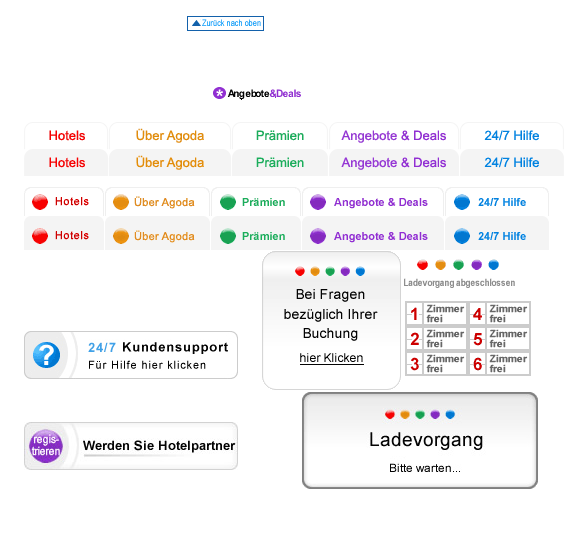 Zurück nach oben
Angebote&Deals
Hotels Über Agoda Prämien Angebote & Deals 24/7 Hilfe
Hotels Über Agoda Prämien Angebote & Deals 24/7 Hilfe
Hotels Über Agoda Prämien Angebote & Deals 24/7 Hilfe
Hotels Über Agoda Prämien Angebote & Deals 24/7 Hilfe
Bei Fragen
bezüglich Ihrer
Buchung
hier Klicken
Ladevorgang abgeschlossen
1 Zimmer frei 4 Zimmer frei
2 Zimmer frei 5 Zimmer frei
3 Zimmer frei 6 Zimmer frei
? 24/7 Kundensupport
Für Hilfe hier klicken
Ladevorgang
Bitte warten...
regis-
trieren
Werden Sie Hotelpartner